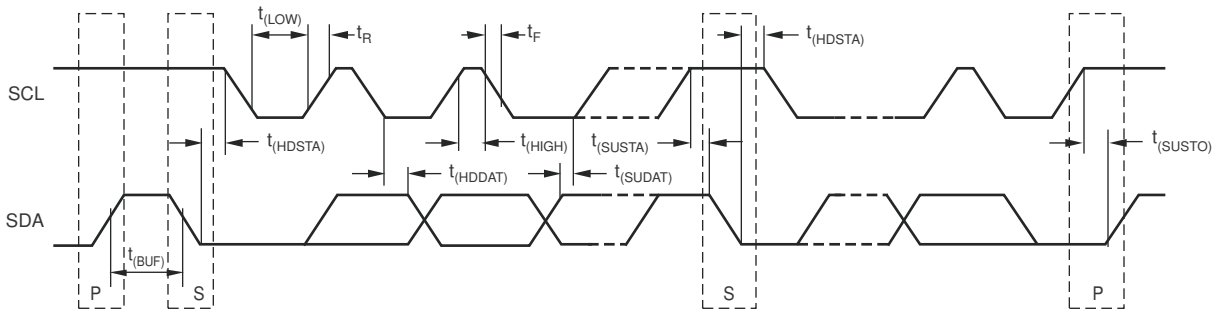 t(LOW)
tR
tF
t(HDSTA)
SCL
t(HDSTA)
t(HIGH)
t(SUSTA)
t(SUSTO)
t(HDDAT)
t(SUDAT)
SDA
t(BUF)
P
S
S
P